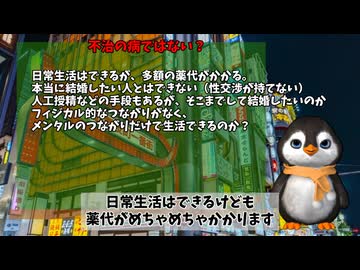 不治の病ではない？
日常生活はできるが、多額の薬代がかかる。
本当に結婚したい人とはできない（性交渉が持てない）
人工授精などの手段もあるが、そこまでして結婚したいのか
フィジカル的なつながりがなく、
メンタルのつながりだけで生活できるのか？
日常生活はできるけども
薬代がめちゃめちゃかかります